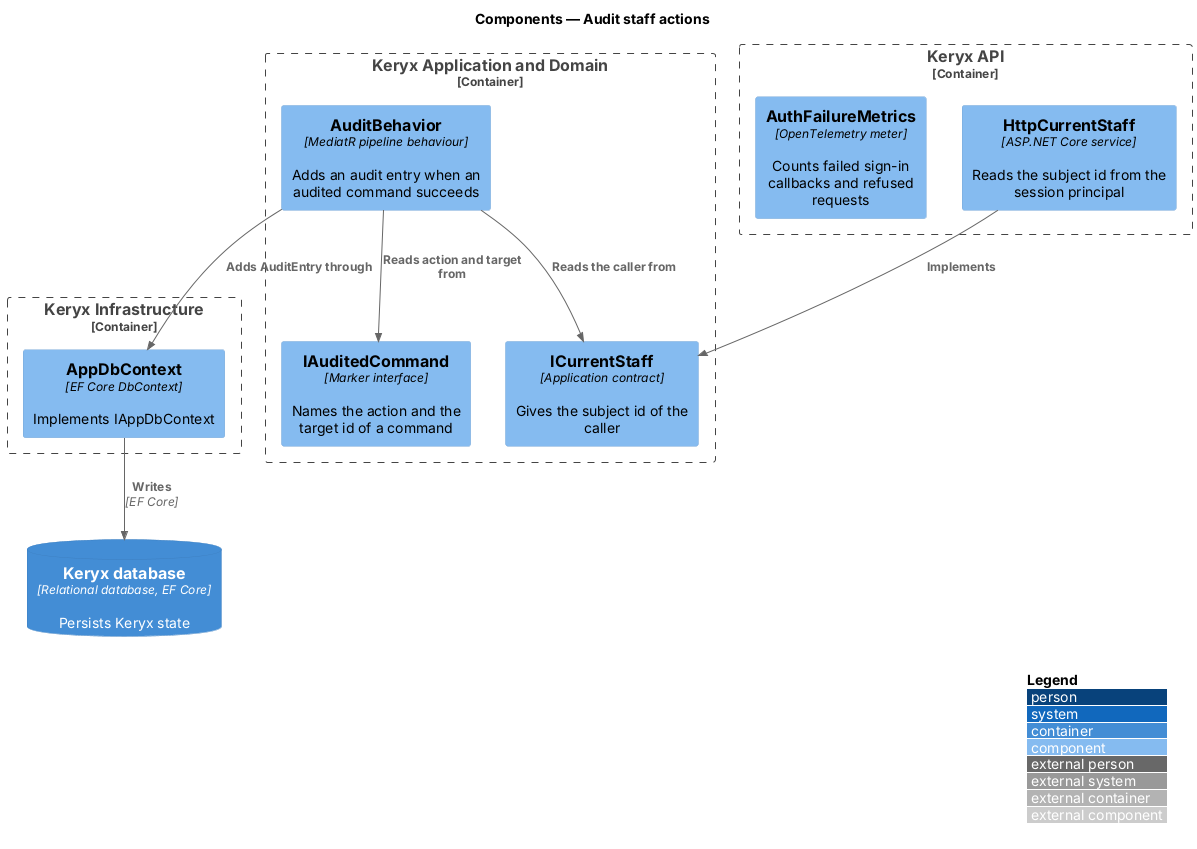 Components — Audit staff actions
Keryx Application and Domain
[Container]
Keryx API
[Container]
AuditBehavior
[MediatR pipeline behaviour]
Adds an audit entry when an
audited command succeeds
AuthFailureMetrics
[OpenTelemetry meter]
Counts failed sign-in
callbacks and refused
requests
HttpCurrentStaff
[ASP.NET Core service]
Reads the subject id from the
session principal
Adds AuditEntry through
Reads action and target
from
Reads the caller from
Implements
Keryx Infrastructure
[Container]
AppDbContext
[EF Core DbContext]
Implements IAppDbContext
IAuditedCommand
[Marker interface]
Names the action and the
target id of a command
ICurrentStaff
[Application contract]
Gives the subject id of the
caller
Writes
[EF Core]
Keryx database
[Relational database, EF Core]
Persists Keryx state
Legend
person
system
container
component
external person
external system
external container
external component